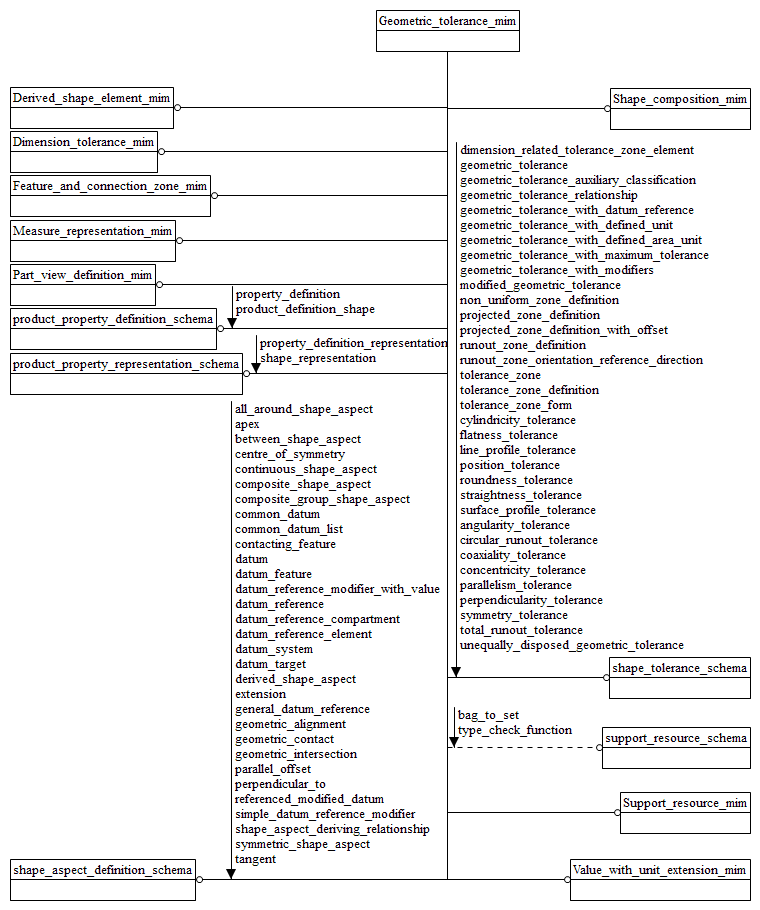 Geometric_tolerance_mim
Derived_shape_element_mim
Shape_composition_mim
Dimension_tolerance_mim
Feature_and_connection_zone_mim
Measure_representation_mim
Part_view_definition_mim
property_definition
product_definition_shape
product_property_definition_schema
property_definition_representation
shape_representation
product_property_representation_schema
all_around_shape_aspect
apex
between_shape_aspect
centre_of_symmetry
continuous_shape_aspect
composite_shape_aspect
composite_group_shape_aspect
common_datum
common_datum_list
contacting_feature
datum
datum_feature
datum_reference_modifier_with_value
datum_reference
datum_reference_compartment
datum_reference_element
datum_system
datum_target
derived_shape_aspect
extension
general_datum_reference
geometric_alignment
geometric_contact
geometric_intersection
parallel_offset
perpendicular_to
referenced_modified_datum
simple_datum_reference_modifier
shape_aspect_deriving_relationship
symmetric_shape_aspect
tangent
shape_aspect_definition_schema
dimension_related_tolerance_zone_element
geometric_tolerance
geometric_tolerance_auxiliary_classification
geometric_tolerance_relationship
geometric_tolerance_with_datum_reference
geometric_tolerance_with_defined_unit
geometric_tolerance_with_defined_area_unit
geometric_tolerance_with_maximum_tolerance
geometric_tolerance_with_modifiers
modified_geometric_tolerance
non_uniform_zone_definition
projected_zone_definition
projected_zone_definition_with_offset
runout_zone_definition
runout_zone_orientation_reference_direction
tolerance_zone
tolerance_zone_definition
tolerance_zone_form
cylindricity_tolerance
flatness_tolerance
line_profile_tolerance
position_tolerance
roundness_tolerance
straightness_tolerance
surface_profile_tolerance
angularity_tolerance
circular_runout_tolerance
coaxiality_tolerance
concentricity_tolerance
parallelism_tolerance
perpendicularity_tolerance
symmetry_tolerance
total_runout_tolerance
unequally_disposed_geometric_tolerance
shape_tolerance_schema
bag_to_set
type_check_function
support_resource_schema
Support_resource_mim
Value_with_unit_extension_mim